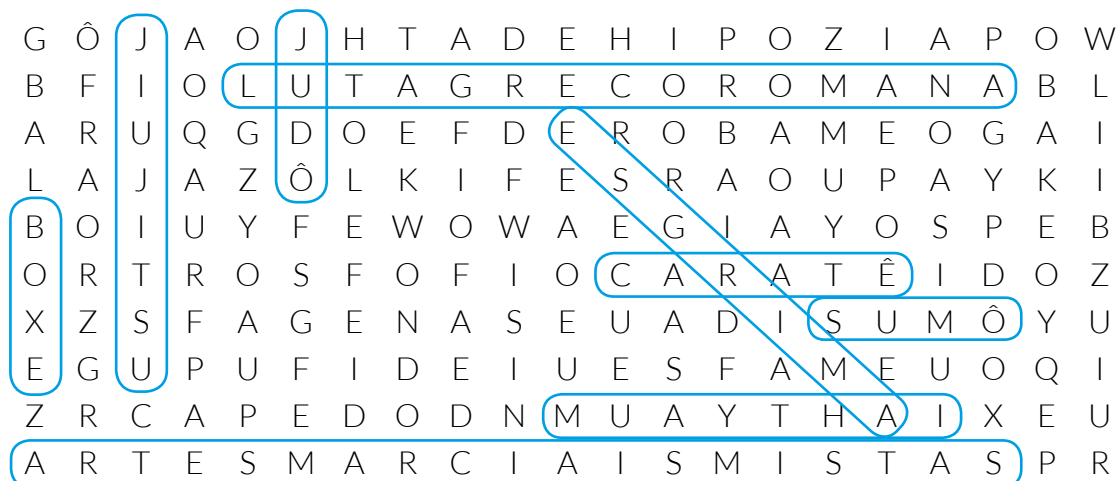 G Ô J A O J H T A D E H I P O Z I A P O W
B F I O L U T A G R E C O R O M A N A B L
A R U Q G D O E F D E R O B A M E O G A I
L A J A Z Ô L K I F E S R A O U P A Y K I
B O I U Y F E W O W A E G I A Y O S P E B
O R T R O S F O F I O C A R A T Ê I D O Z
X Z S F A G E N A S E U A D I S U M Ô Y U
E G U P U F I D E I U E S F A M E U O Q I
Z R C A P E D O D N M U A Y T H A I X E U
A R T E S M A R C I A I S M I S T A S P R